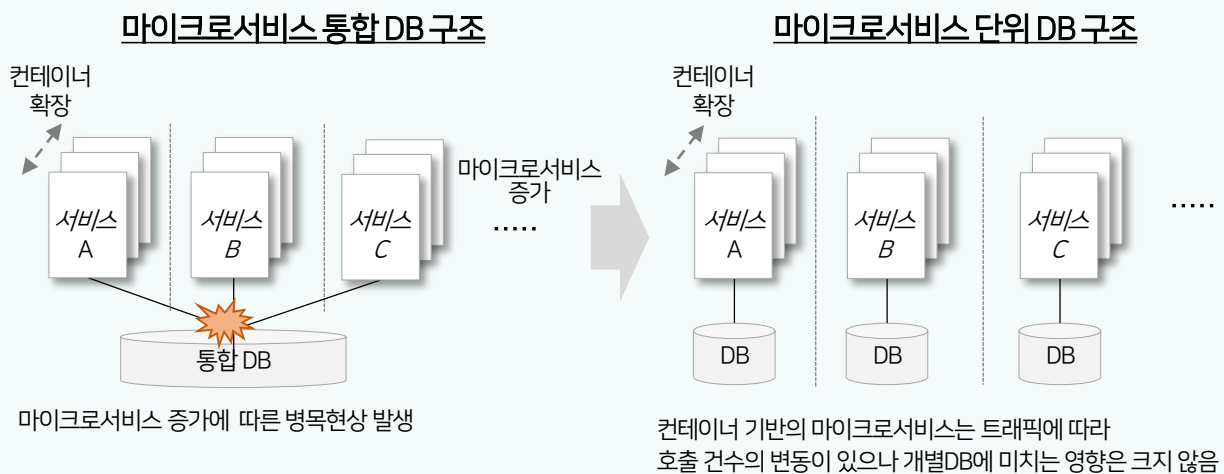 마이크로서비스 통합 DB 구조
컨테이너
확장
서비스
A
서비스
B
서비스
C
마이크로서비스
증가
.....
통합 DB
마이크로서비스 증가에 따른 병목현상 발생
마이크로서비스 단위 DB 구조
컨테이너
확장
서비스
A
서비스
B
서비스
C
.....
DB
DB
DB
컨테이너 기반의 마이크로서비스는 트래픽에 따라
호출 건수의 변동이 있으나 개별DB에 미치는 영향은 크지 않음